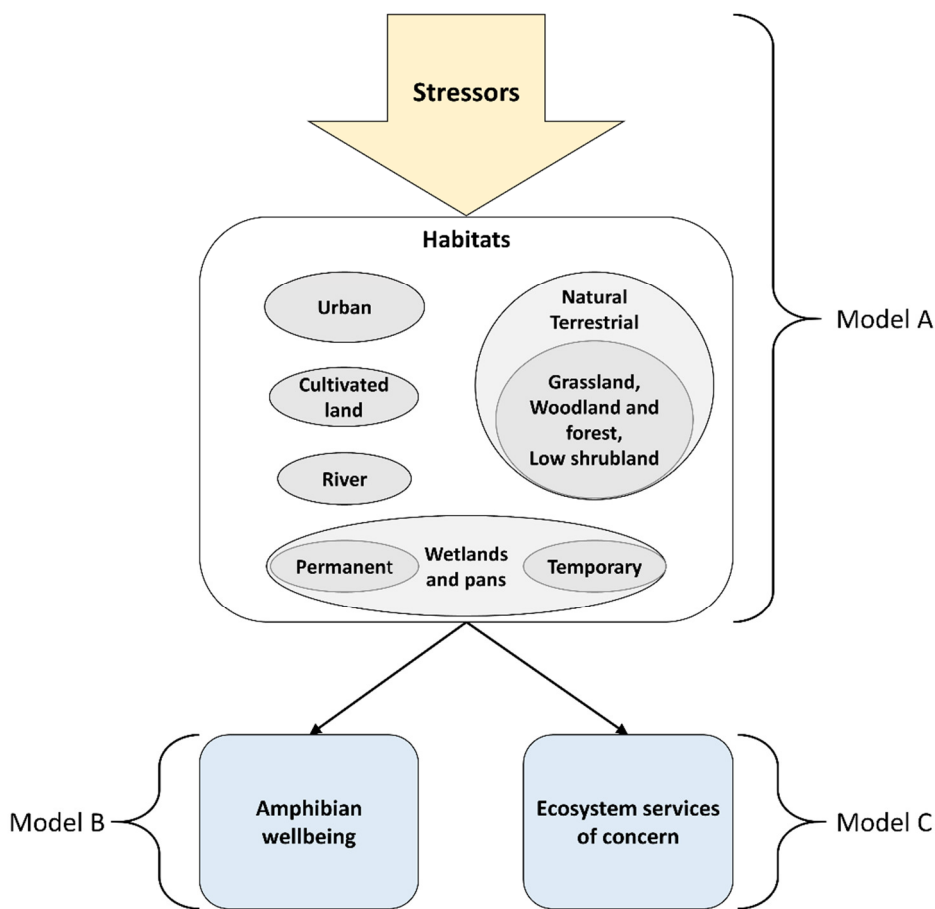 Stressors
Habitats
Urban
Cultivated
land
River
Natural
Terrestrial
Grassland,
Woodland and
forest,
Low shrubland
Permanent
Wetlands
and pans
Temporary
Model A
Model B
Amphibian
wellbeing
Ecosystem services
of concern
Model C